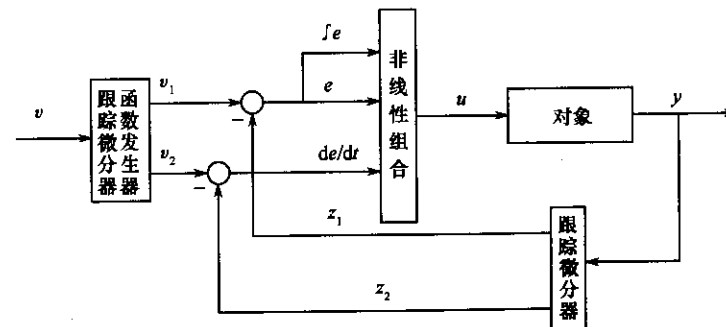 ∫e
v
跟踪微分器
函数发生器
v₁
e
v₂
de/dt
−
−
非线性组合
u
对象
y
z₁
z₂
跟踪微分器